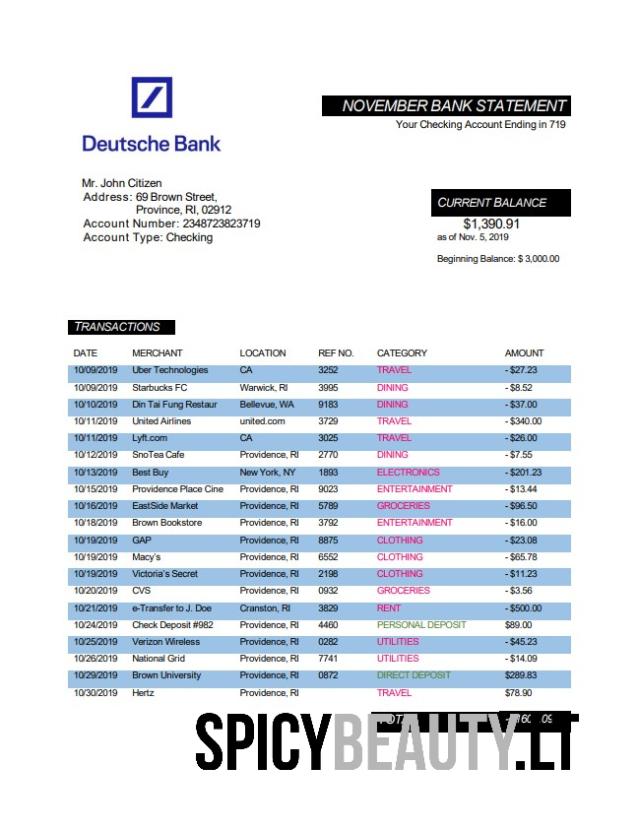 Deutsche Bank
NOVEMBER BANK STATEMENT
Your Checking Account Ending in 719
Mr. John Citizen
Address: 69 Brown Street,
Province, RI, 02912
Account Number: 2348723823719
Account Type: Checking
CURRENT BALANCE
$1,390.91
as of Nov. 5, 2019
Beginning Balance: $ 3,000.00
TRANSACTIONS
DATE MERCHANT LOCATION REF NO. CATEGORY AMOUNT
10/09/2019 Uber Technologies CA 3252 TRAVEL - $27.23
10/09/2019 Starbucks FC Warwick, RI 3995 DINING - $8.52
10/10/2019 Din Tai Fung Restaur Bellevue, WA 9183 DINING - $37.00
10/11/2019 United Airlines united.com 3729 TRAVEL - $340.00
10/11/2019 Lyft.com CA 3025 TRAVEL - $26.00
10/12/2019 SnoTea Cafe Providence, RI 2770 DINING - $7.55
10/13/2019 Best Buy New York, NY 1893 ELECTRONICS - $201.23
10/15/2019 Providence Place Cine Providence, RI 9023 ENTERTAINMENT - $13.44
10/16/2019 EastSide Market Providence, RI 5789 GROCERIES - $96.50
10/18/2019 Brown Bookstore Providence, RI 3792 ENTERTAINMENT - $16.00
10/19/2019 GAP Providence, RI 8875 CLOTHING - $23.08
10/19/2019 Macy's Providence, RI 6552 CLOTHING - $65.78
10/19/2019 Victoria's Secret Providence, RI 2198 CLOTHING - $11.23
10/20/2019 CVS Providence, RI 0932 GROCERIES - $3.56
10/21/2019 e-Transfer to J. Doe Cranston, RI 3829 RENT - $500.00
10/24/2019 Check Deposit #982 Providence, RI 4460 PERSONAL DEPOSIT $89.00
10/25/2019 Verizon Wireless Providence, RI 0282 UTILITIES - $45.23
10/26/2019 National Grid Providence, RI 7741 UTILITIES - $14.09
10/29/2019 Brown University Providence, RI 0872 DIRECT DEPOSIT $289.83
10/30/2019 Hertz Providence, RI TRAVEL $78.90
SPICYBEAUTY.LT